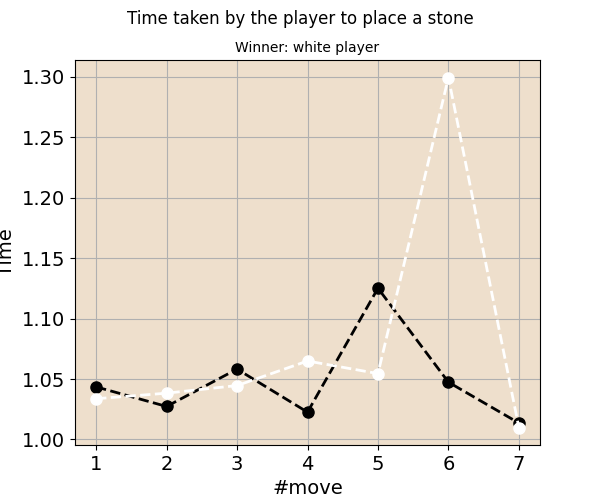 Time taken by the player to place a stone
Winner: white player
1.30
1.25
1.20
1.15
1.10
1.05
1.00
Time
1 2 3 4 5 6 7
#move